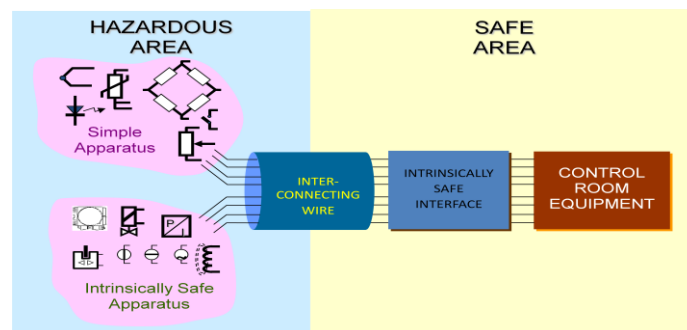 HAZARDOUS
AREA
SAFE
AREA
Simple
Apparatus
INTER-
CONNECTING
WIRE
INTRINSICALLY
SAFE
INTERFACE
CONTROL
ROOM
EQUIPMENT
P
Intrinsically Safe
Apparatus